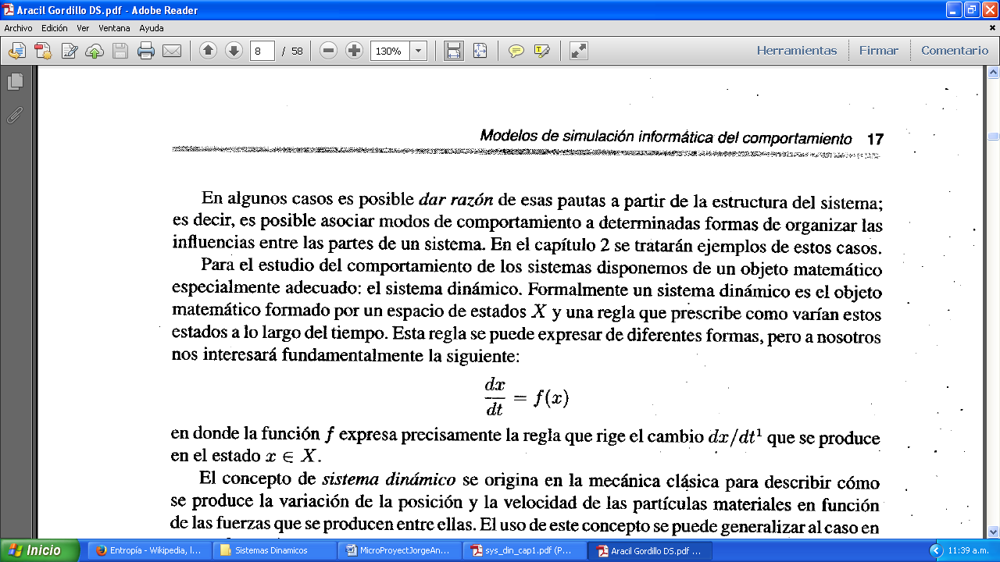 Aracil Gordillo DS.pdf - Adobe Reader
Archivo Edición Ver Ventana Ayuda
8 / 58 130% Herramientas Firmar Comentario
Modelos de simulación informática del comportamiento 17
En algunos casos es posible dar razón de esas pautas a partir de la estructura del sistema;
es decir, es posible asociar modos de comportamiento a determinadas formas de organizar las
influencias entre las partes de un sistema. En el capítulo 2 se tratarán ejemplos de estos casos.
Para el estudio del comportamiento de los sistemas disponemos de un objeto matemático
especialmente adecuado: el sistema dinámico. Formalmente un sistema dinámico es el objeto
matemático formado por un espacio de estados X y una regla que prescribe como varían estos
estados a lo largo del tiempo. Esta regla se puede expresar de diferentes formas, pero a nosotros
nos interesará fundamentalmente la siguiente:
dx/dt = f(x)
en donde la función f expresa precisamente la regla que rige el cambio dx/dt¹ que se produce
en el estado x ∈ X.
El concepto de sistema dinámico se origina en la mecánica clásica para describir cómo
se produce la variación de la posición y la velocidad de las partículas materiales en función
de las fuerzas que se producen entre ellas. El uso de este concepto se puede generalizar al caso en
Inicio Entropía - Wikipedia, l... Sistemas Dinamicos MicroProyectJorgeAn... sys_din_cap1.pdf (P... Aracil Gordillo DS.pdf ... 11:39 a.m.